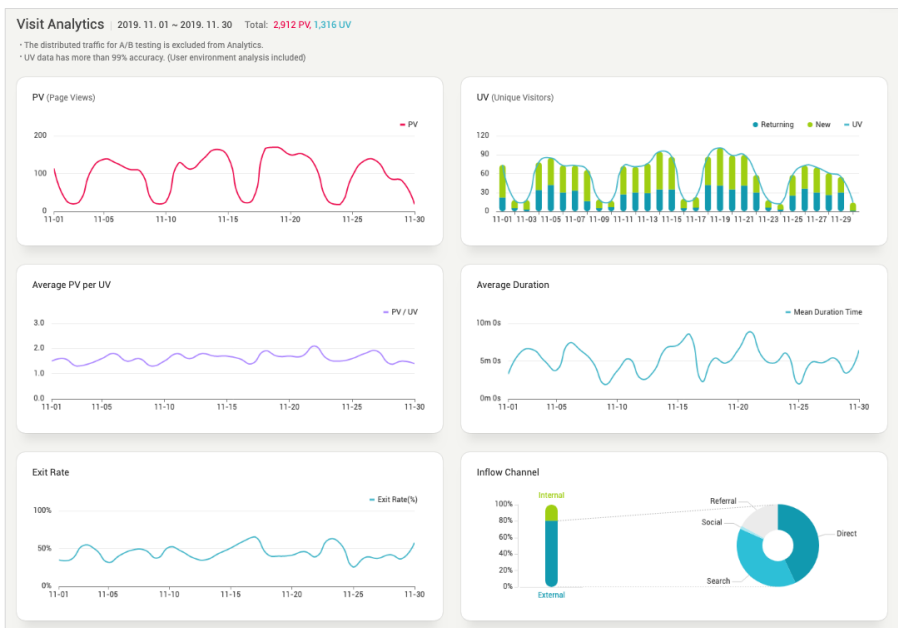 Visit Analytics 2019. 11. 01 ~ 2019. 11. 30 Total: 2,912 PV, 1,316 UV
· The distributed traffic for A/B testing is excluded from Analytics.
· UV data has more than 99% accuracy. (User environment analysis included)
PV (Page Views)
PV
200
100
0
11-01 11-05 11-10 11-15 11-20 11-25 11-30
UV (Unique Visitors)
Returning New UV
120
90
60
30
0
11-01 11-03 11-05 11-07 11-09 11-11 11-13 11-15 11-17 11-19 11-21 11-23 11-25 11-27 11-29
Average PV per UV
PV / UV
3.0
2.0
1.0
0.0
11-01 11-05 11-10 11-15 11-20 11-25 11-30
Average Duration
Mean Duration Time
10m 0s
5m 0s
0m 0s
11-01 11-05 11-10 11-15 11-20 11-25 11-30
Exit Rate
Exit Rate(%)
100%
50%
0%
11-01 11-05 11-10 11-15 11-20 11-25 11-30
Inflow Channel
Internal
100%
80%
60%
40%
20%
0%
External
Referral
Social
Direct
Search